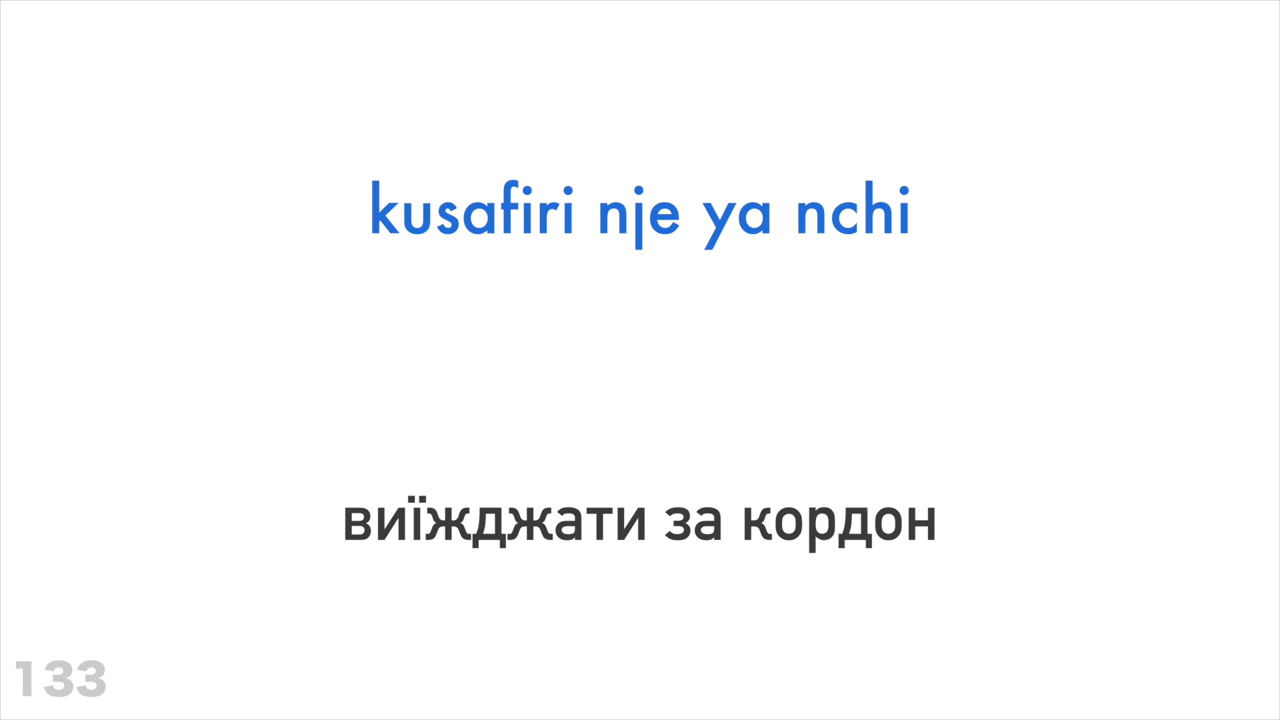 kusafiri nje ya nchi
виїжджати за кордон
133